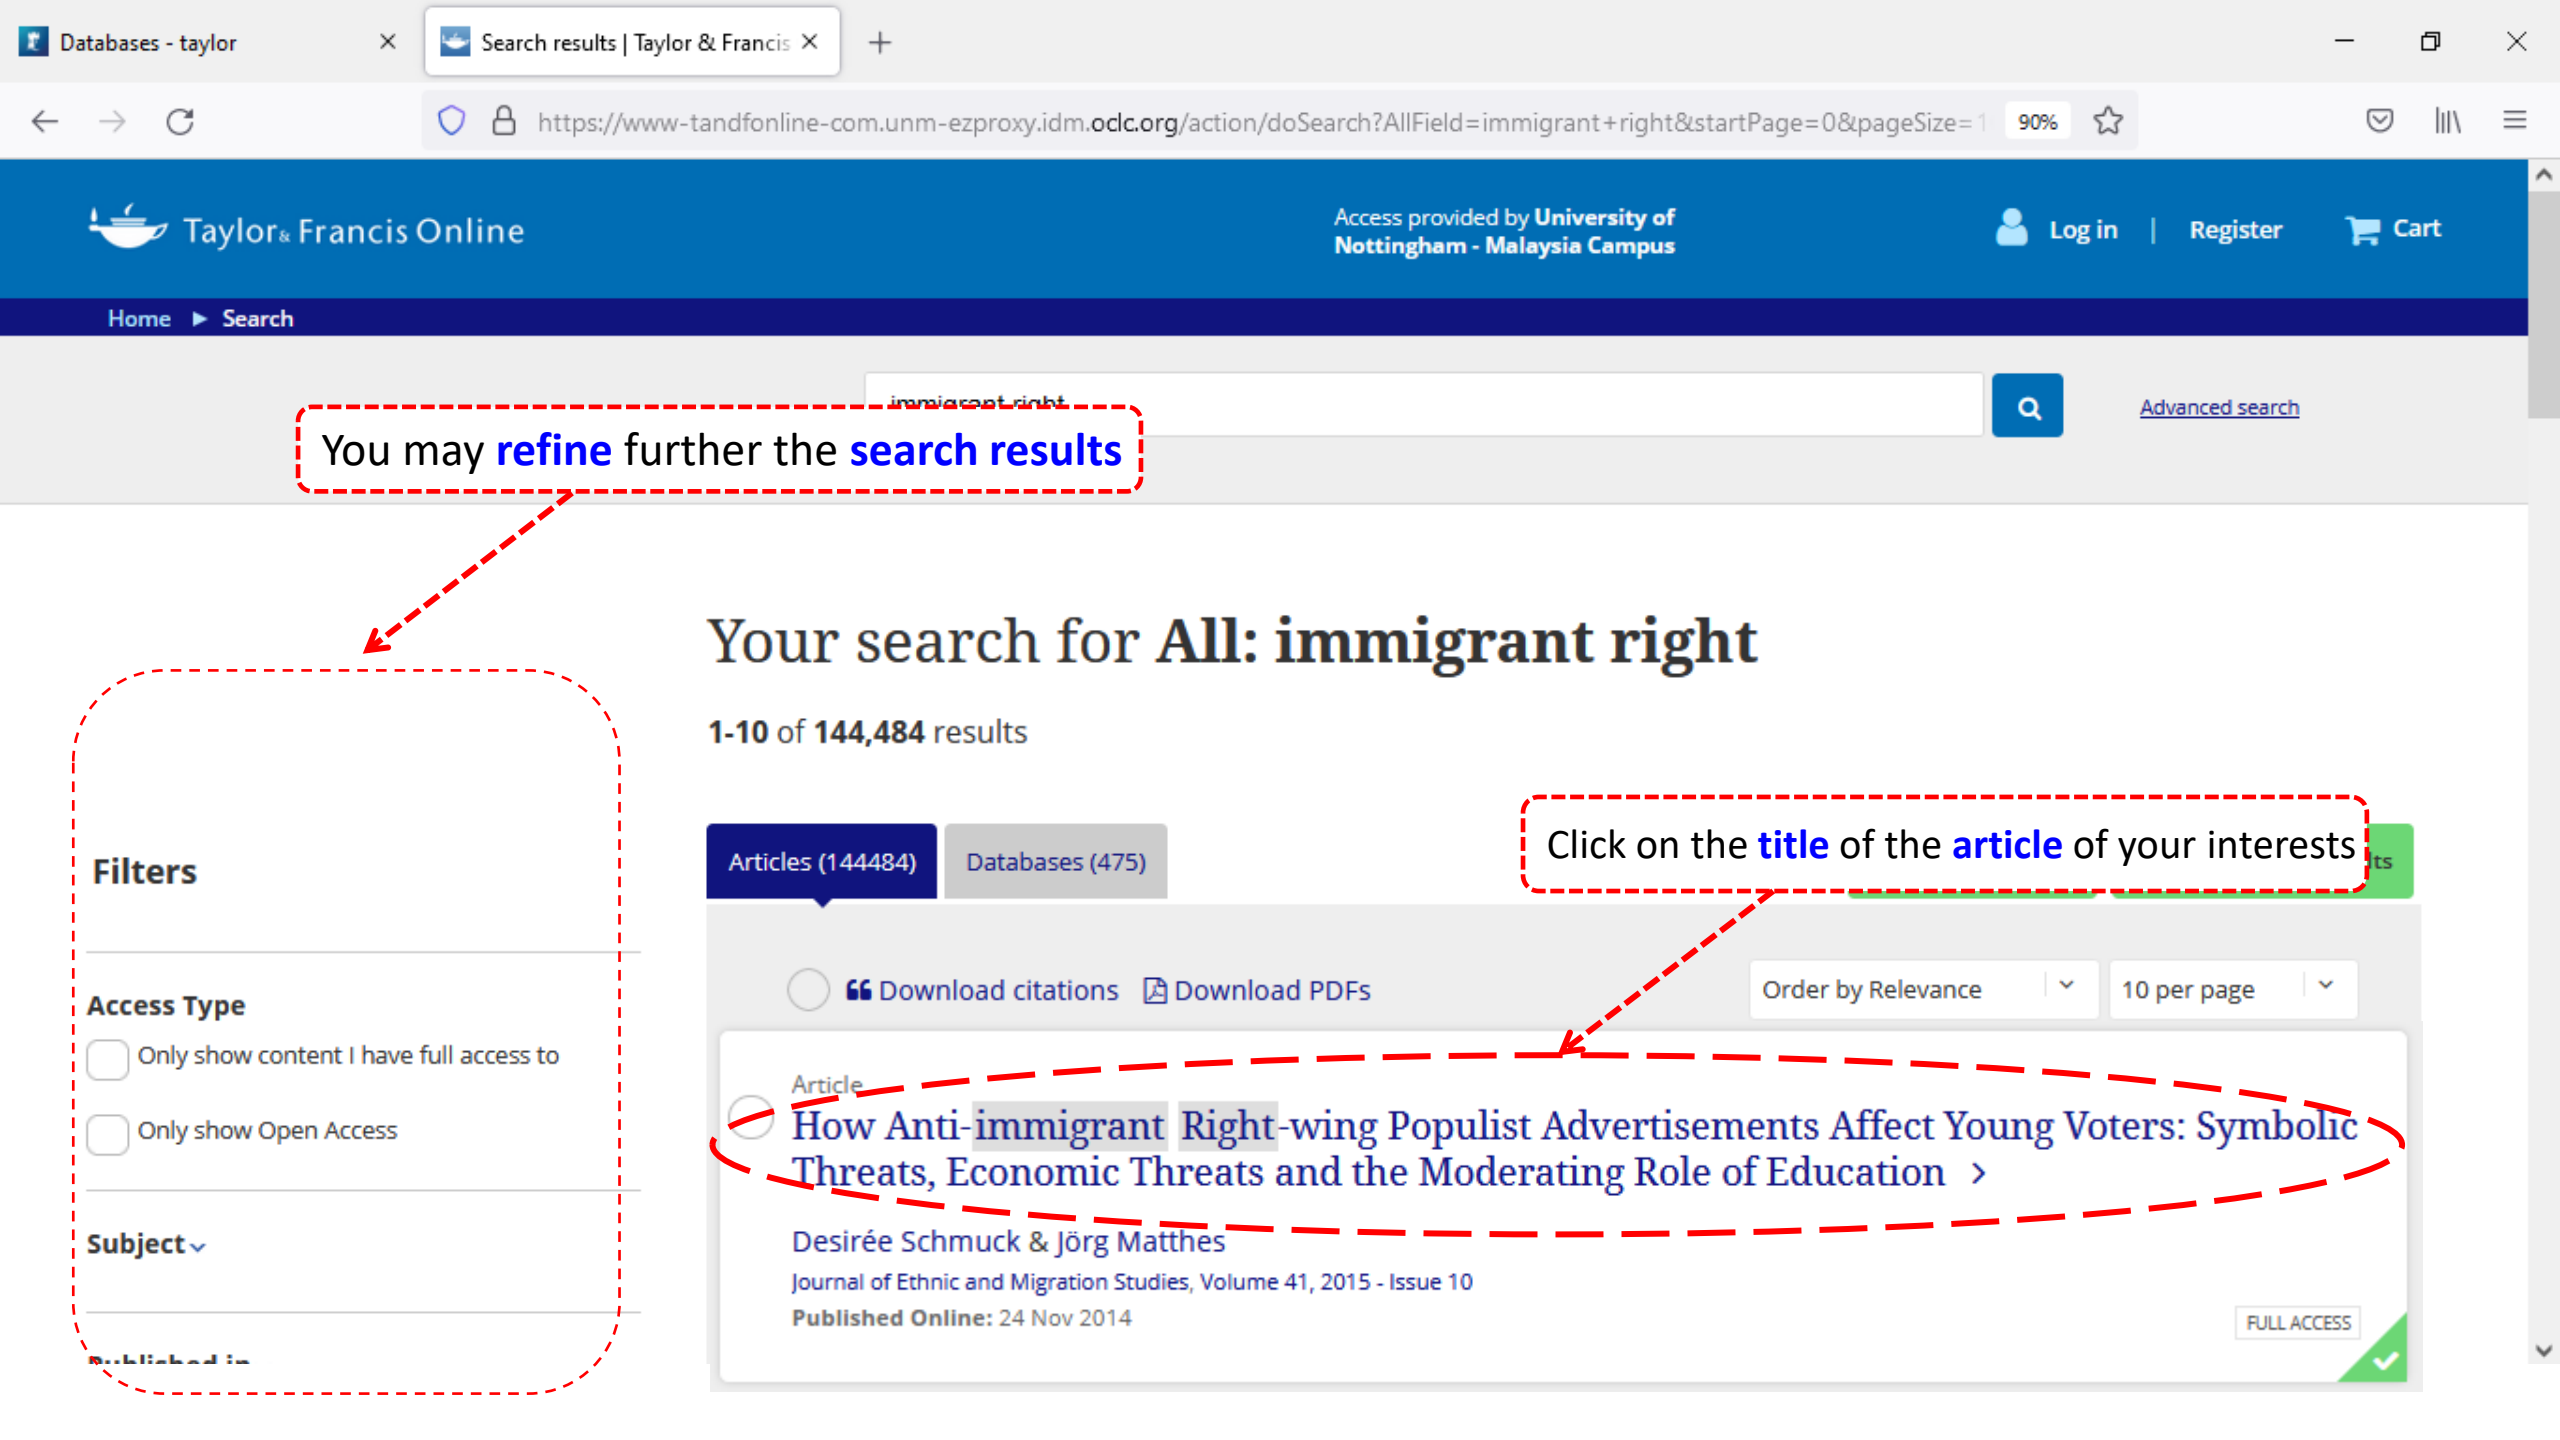 Databases - taylor
Search results | Taylor & Francis
https://www-tandfonline-com.unm-ezproxy.idm.oclc.org/action/doSearch?AllField=immigrant+right&startPage=0&pageSize=1
90%
Taylor & Francis Online
Access provided by University of
Nottingham - Malaysia Campus
Log in | Register
Cart
Home ► Search
immigrant right
Advanced search
You may refine further the search results
Your search for All: immigrant right
1-10 of 144,484 results
Click on the title of the article of your interests
Filters
Articles (144484)
Databases (475)
lts
Download citations
Download PDFs
Order by Relevance
10 per page
Access Type
Only show content I have full access to
Only show Open Access
Article
How Anti-immigrant Right-wing Populist Advertisements Affect Young Voters: Symbolic
Threats, Economic Threats and the Moderating Role of Education >
Subject
Desirée Schmuck & Jörg Matthes
Journal of Ethnic and Migration Studies, Volume 41, 2015 - Issue 10
Published Online: 24 Nov 2014
FULL ACCESS
Published in